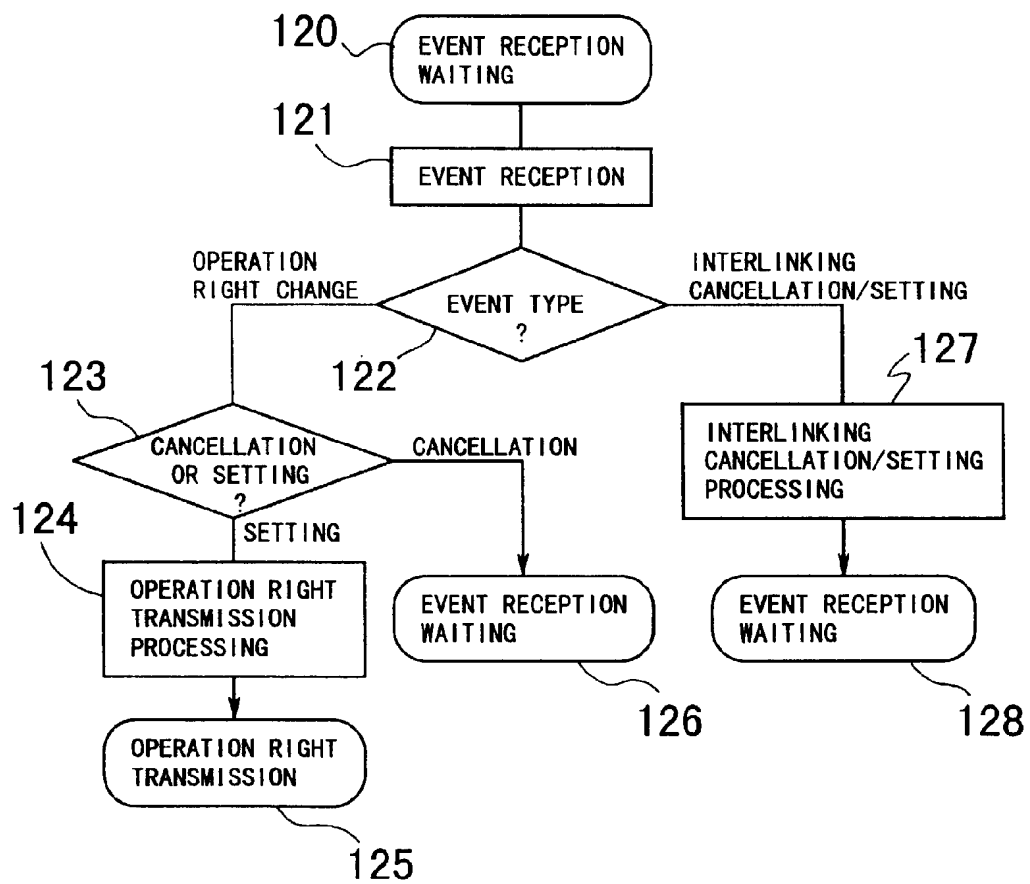 120
EVENT RECEPTION
WAITING
121
EVENT RECEPTION
OPERATION
RIGHT CHANGE
INTERLINKING
CANCELLATION/SETTING
EVENT TYPE
?
122
123
127
CANCELLATION
OR SETTING
?
CANCELLATION
INTERLINKING
CANCELLATION/SETTING
PROCESSING
124
SETTING
OPERATION RIGHT
TRANSMISSION
PROCESSING
EVENT RECEPTION
WAITING
EVENT RECEPTION
WAITING
126
128
OPERATION RIGHT
TRANSMISSION
125